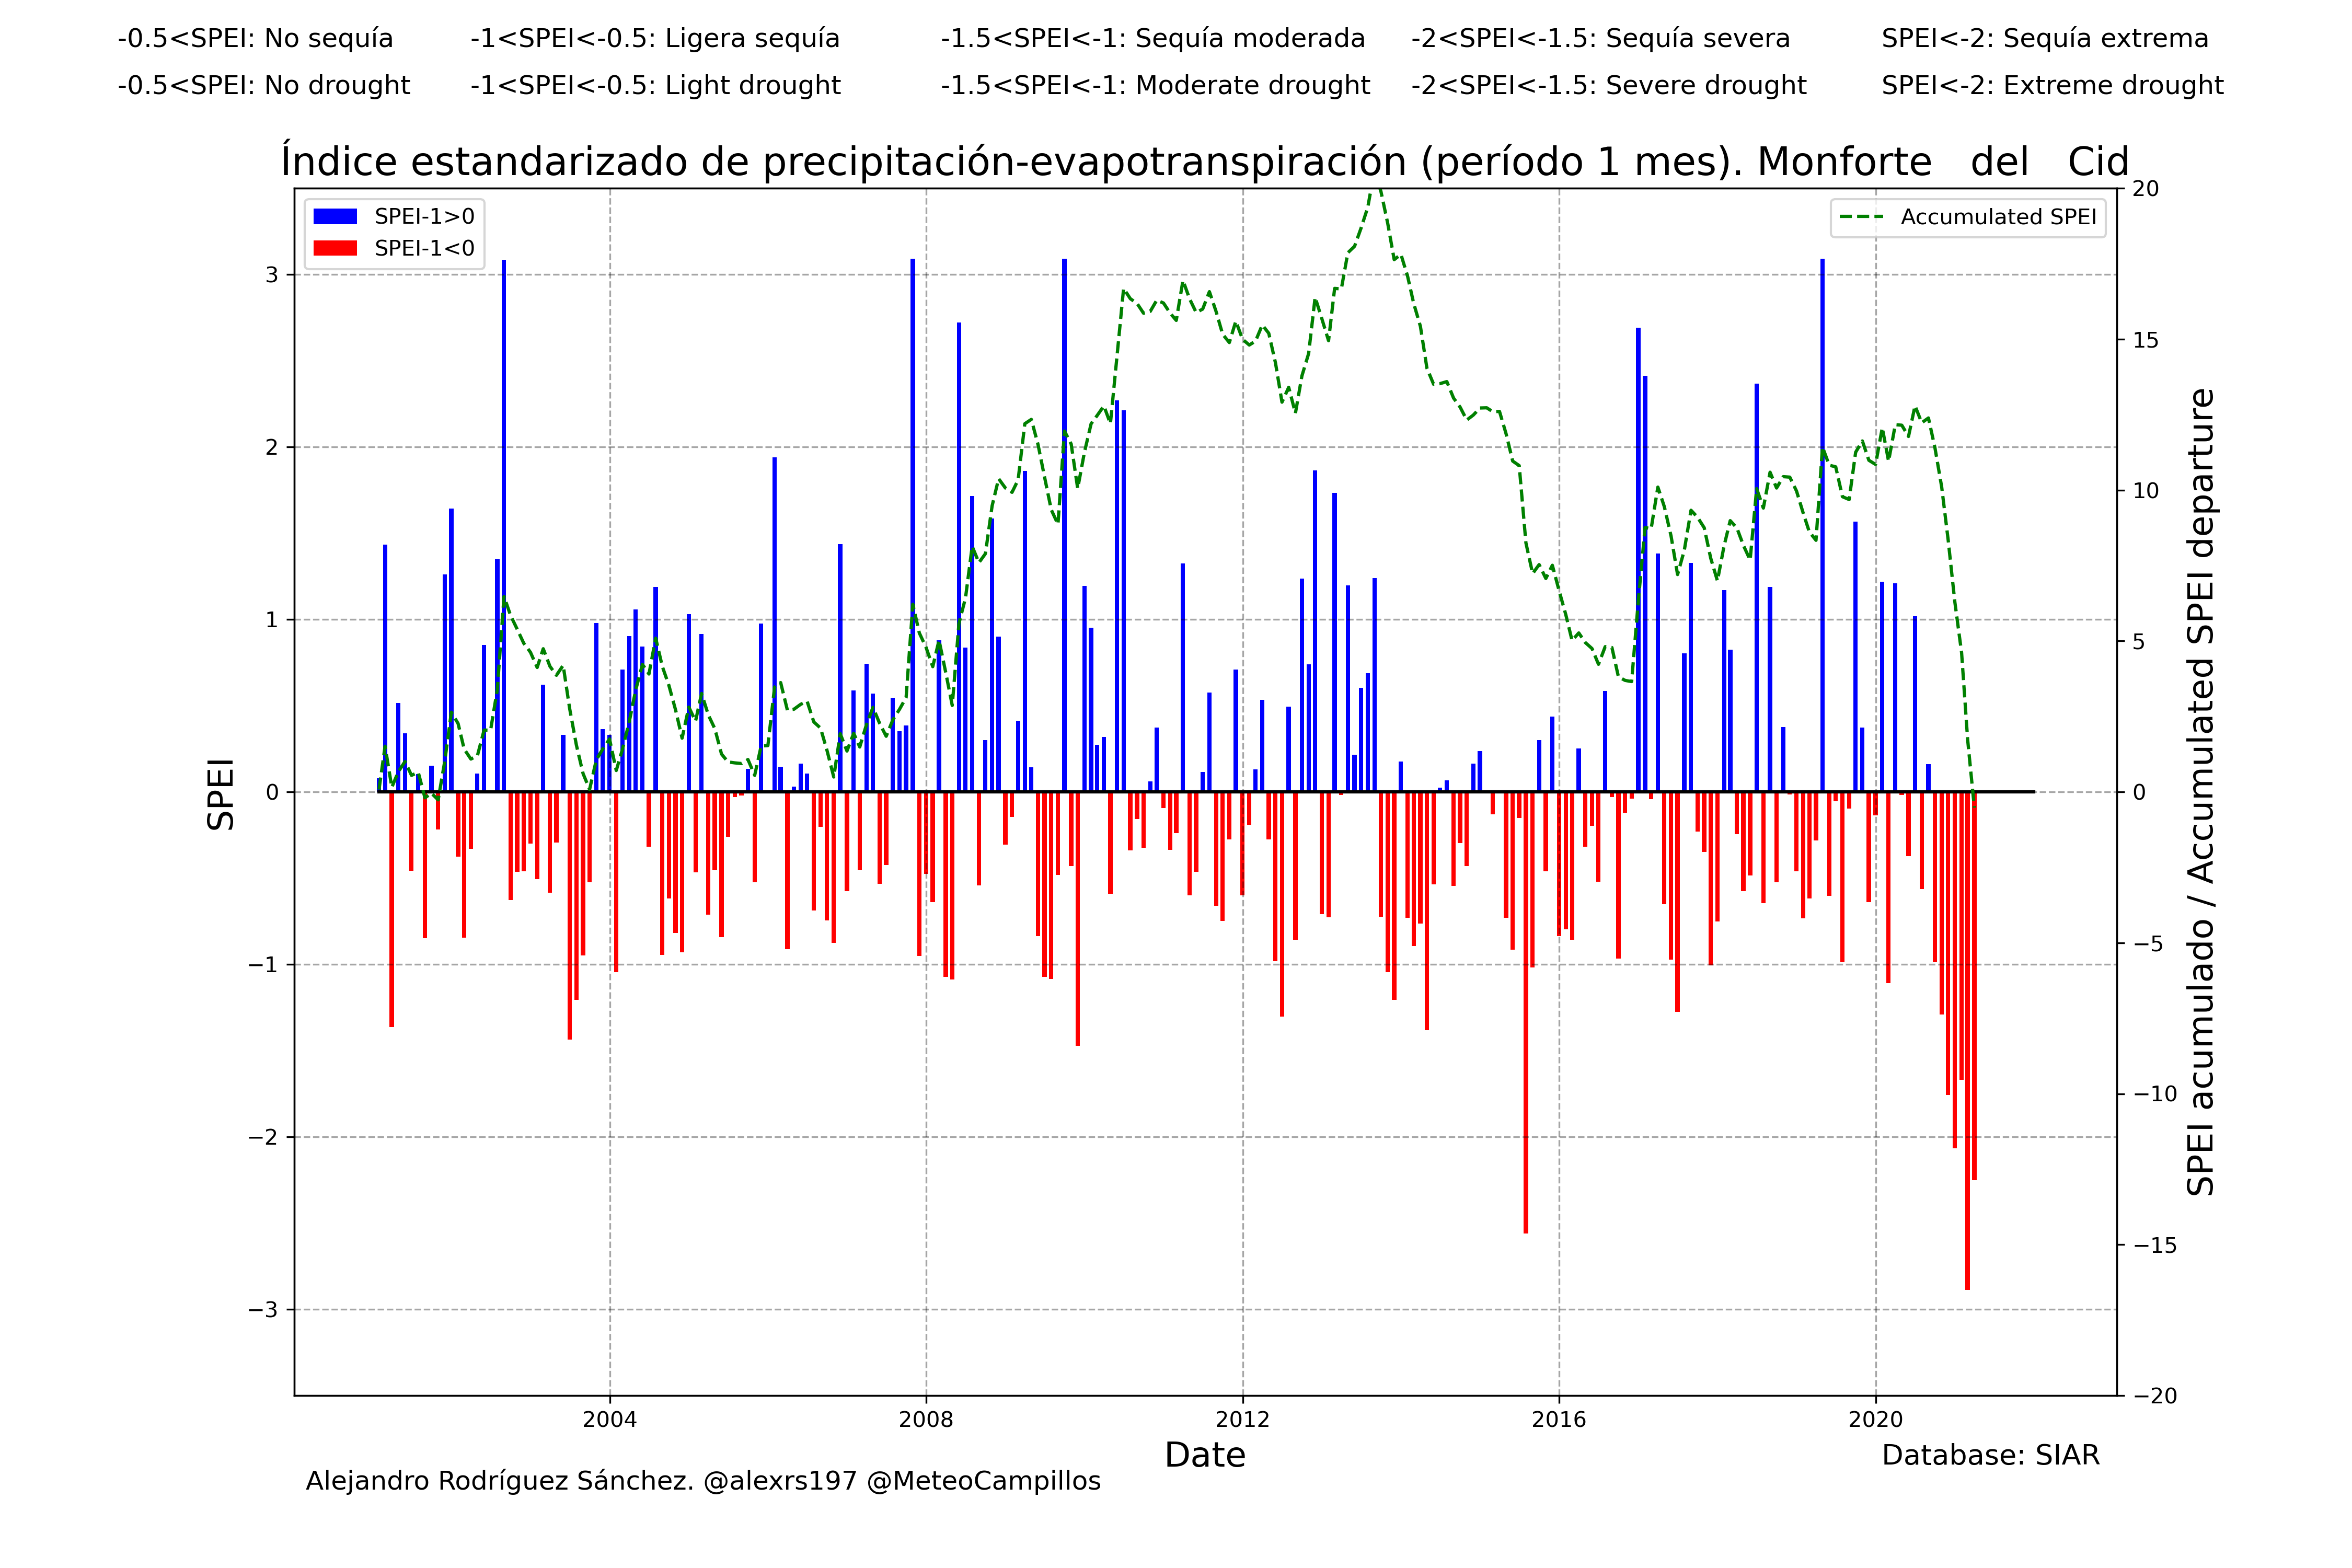 -0.5<SPEI: No sequía -1<SPEI<-0.5: Ligera sequía -1.5<SPEI<-1: Sequía moderada -2<SPEI<-1.5: Sequía severa SPEI<-2: Sequía extrema
-0.5<SPEI: No drought -1<SPEI<-0.5: Light drought -1.5<SPEI<-1: Moderate drought -2<SPEI<-1.5: Severe drought SPEI<-2: Extreme drought
Índice estandarizado de precipitación-evapotranspiración (período 1 mes). Monforte del Cid
SPEI-1>0
SPEI-1<0
Accumulated SPEI
SPEI
3
2
1
0
−1
−2
−3
20
15
10
5
0
−5
−10
−15
−20
SPEI acumulado / Accumulated SPEI departure
2004 2008 2012 2016 2020
Date
Database: SIAR
Alejandro Rodríguez Sánchez. @alexrs197 @MeteoCampillos